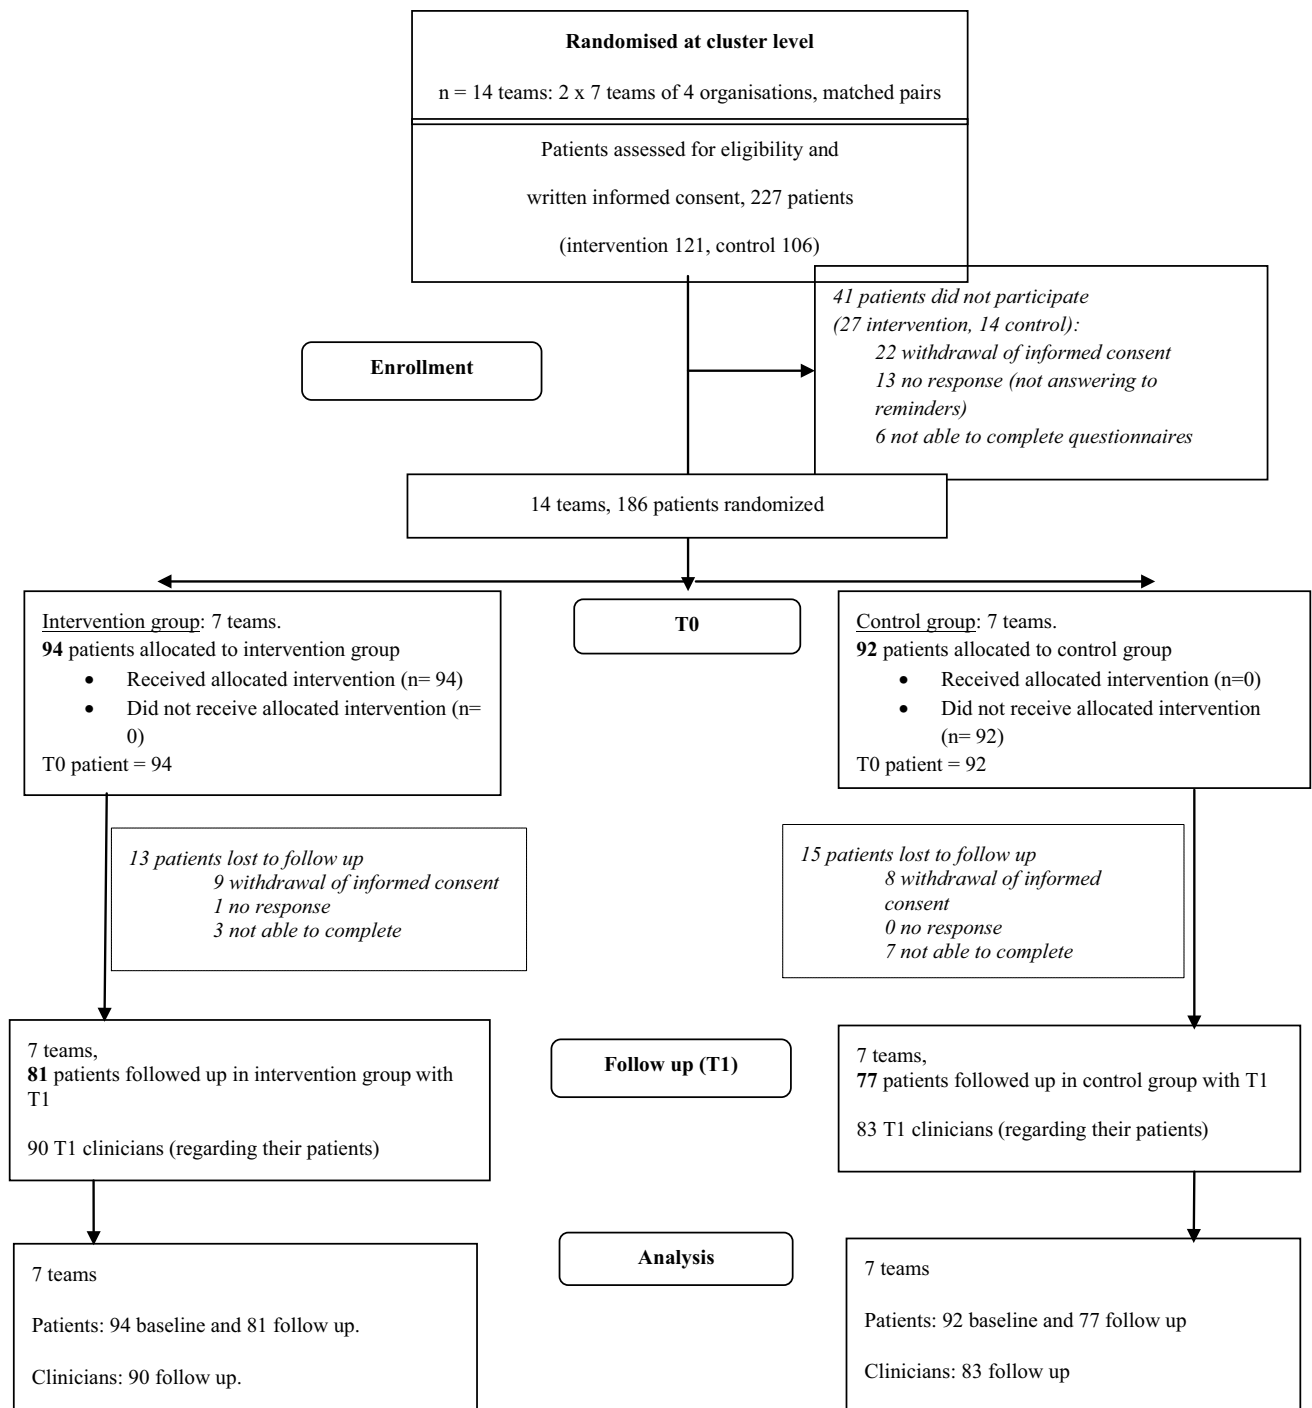 Randomised at cluster level
n = 14 teams: 2 x 7 teams of 4 organisations, matched pairs
Patients assessed for eligibility and
written informed consent, 227 patients
(intervention 121, control 106)
41 patients did not participate
(27 intervention, 14 control):
22 withdrawal of informed consent
13 no response (not answering to
reminders)
6 not able to complete questionnaires
Enrollment
14 teams, 186 patients randomized
Intervention group: 7 teams.
94 patients allocated to intervention group
• Received allocated intervention (n= 94)
• Did not receive allocated intervention (n=
0)
T0 patient = 94
T0
Control group: 7 teams.
92 patients allocated to control group
• Received allocated intervention (n=0)
• Did not receive allocated intervention
(n= 92)
T0 patient = 92
13 patients lost to follow up
9 withdrawal of informed consent
1 no response
3 not able to complete
15 patients lost to follow up
8 withdrawal of informed
consent
0 no response
7 not able to complete
7 teams,
81 patients followed up in intervention group with
T1
90 T1 clinicians (regarding their patients)
Follow up (T1)
7 teams,
77 patients followed up in control group with T1
83 T1 clinicians (regarding their patients)
7 teams
Patients: 94 baseline and 81 follow up.
Clinicians: 90 follow up.
Analysis
7 teams
Patients: 92 baseline and 77 follow up
Clinicians: 83 follow up